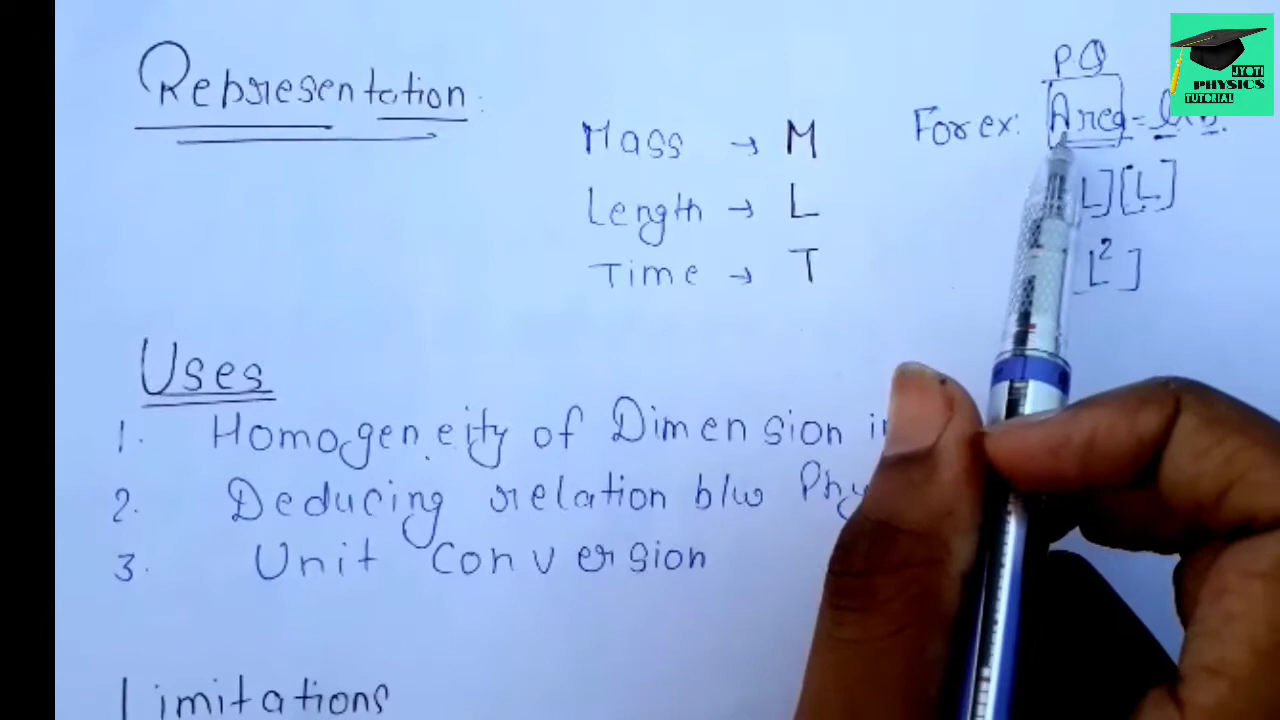 Representation
Mass → M
Length → L
Time → T
PQ
For ex: Area = l × b.
L][L]
[L²]
Uses
1. Homogeneity of Dimension
2. Deducing relation b/w
3. Unit Conversion
Limitations
JYOTI
PHYSICS
TUTORIAL